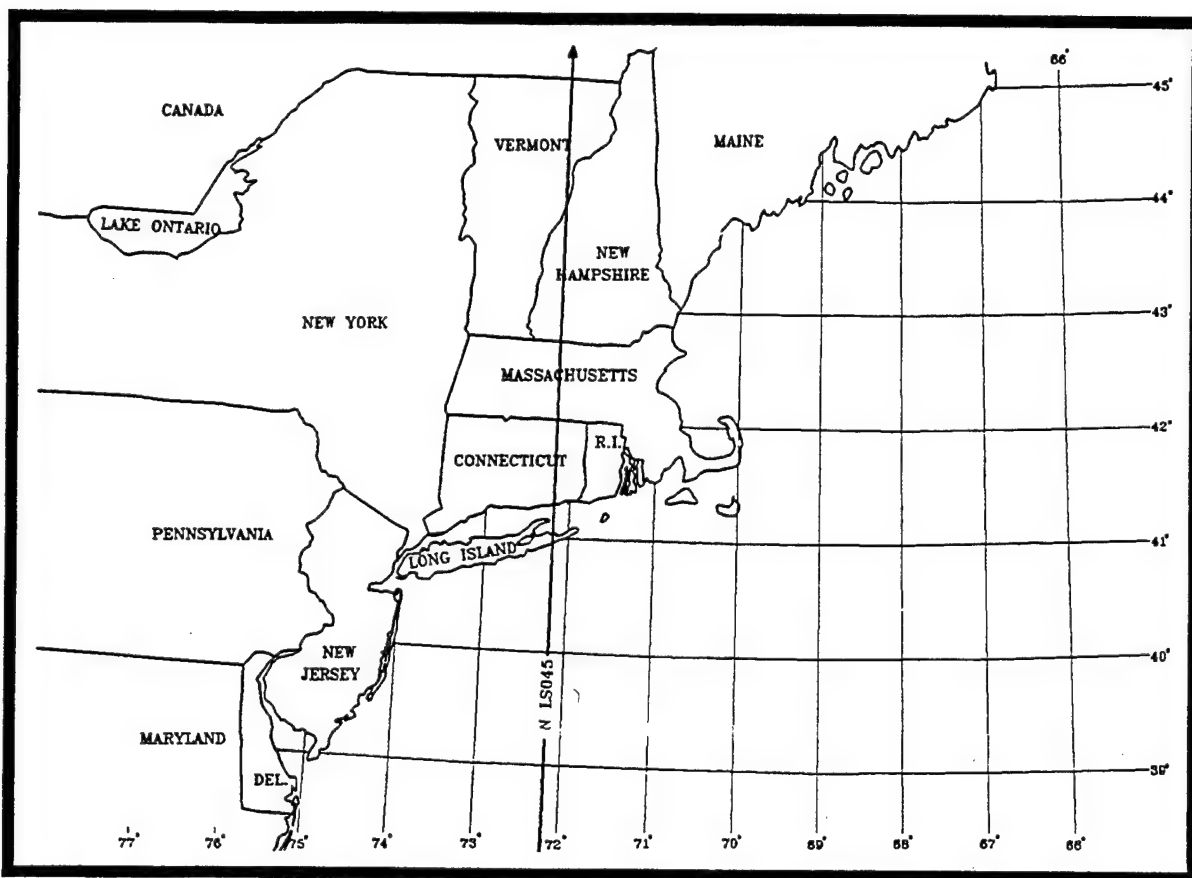 66°
45°
CANADA
VERMONT
MAINE
44°
LAKE ONTARIO
NEW
HAMPSHIRE
43°
NEW YORK
MASSACHUSETTS
42°
R.I.
CONNECTICUT
PENNSYLVANIA
LONG ISLAND
41°
NEW
JERSEY
40°
N LS045
MARYLAND
DEL.
39°
77°
76°
75°
74°
73°
72°
71°
70°
69°
68°
67°
66°